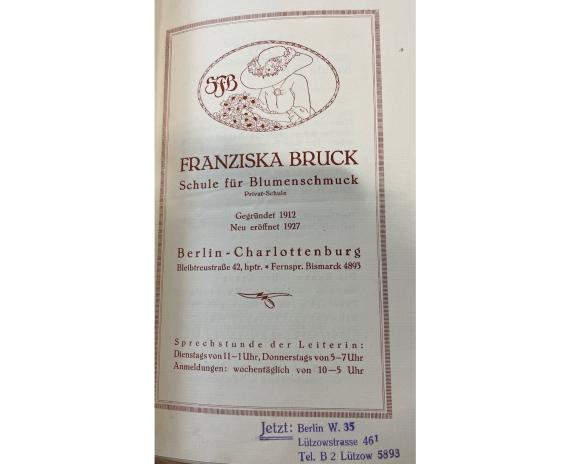 SFB
FRANZISKA BRUCK
Schule für Blumenschmuck
Privat-Schule
Gegründet 1912
Neu eröffnet 1927
Berlin-Charlottenburg
Bleibtreustraße 42, hptr. * Fernspr. Bismarck 4893
Sprechstunde der Leiterin:
Dienstags von 11—1 Uhr, Donnerstags von 5—7 Uhr
Anmeldungen: wochentäglich von 10—5 Uhr
Jetzt: Berlin W. 35
Lützowstrasse 46¹
Tel. B 2 Lützow 5893